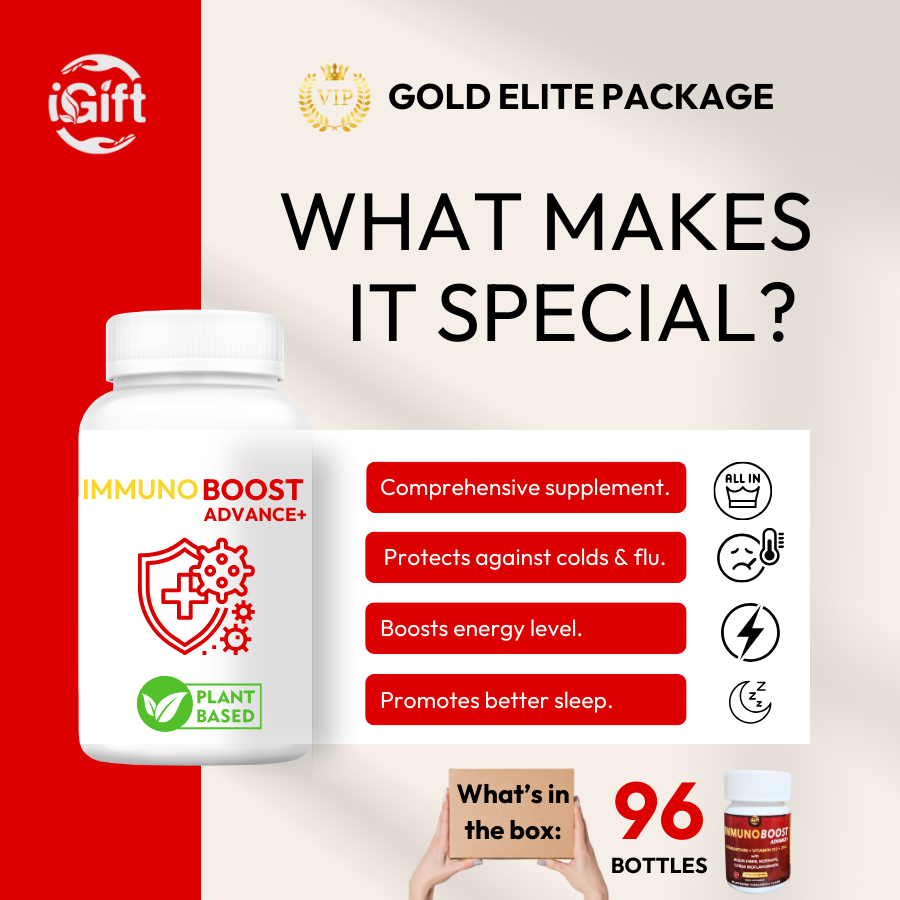 iGift
VIP
GOLD ELITE PACKAGE
WHAT MAKES
IT SPECIAL?
IMMUNO BOOST
ADVANCE+
PLANT
BASED
Comprehensive supplement.
ALL IN
Protects against colds & flu.
Boosts energy level.
Promotes better sleep.
z z z
What's in
the box:
96
BOTTLES
IMMUNOBOOST
ADVANCE+